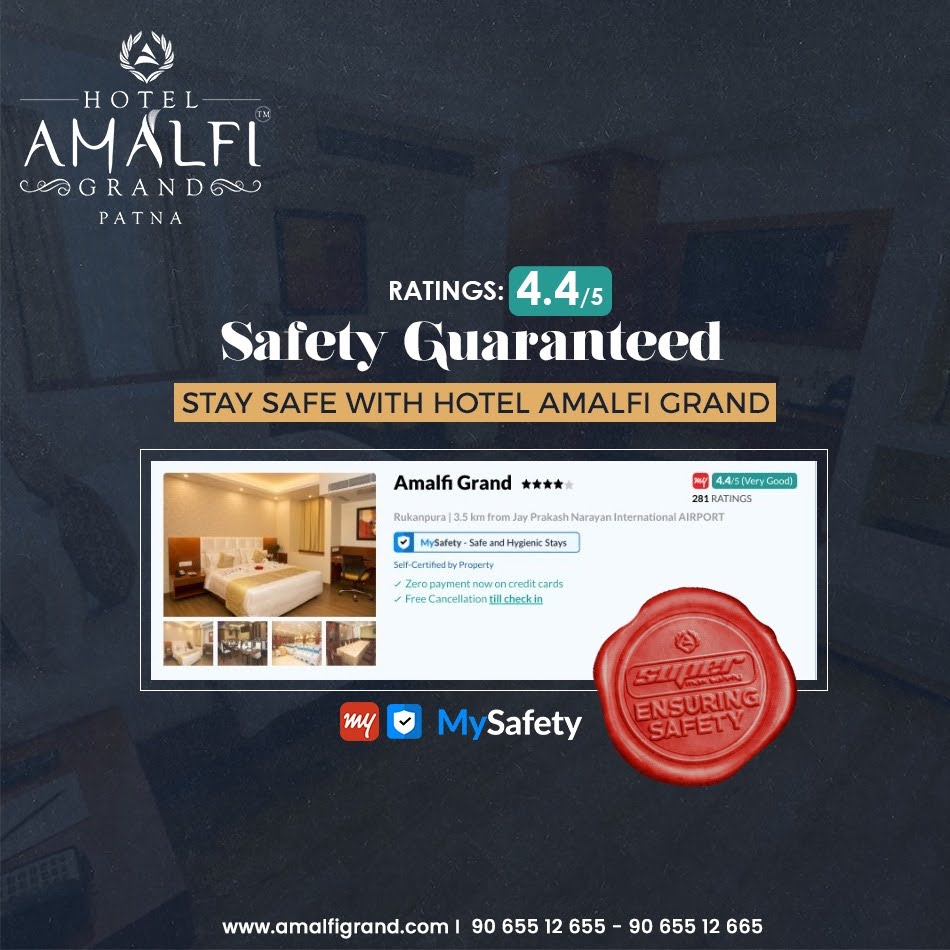 HOTEL
AMALFI
TM
GRAND
PATNA
RATINGS: 4.4/5
Safety Guaranteed
STAY SAFE WITH HOTEL AMALFI GRAND
Amalfi Grand
my 4.4/5 (Very Good)
281 RATINGS
Rukanpura | 3.5 km from Jay Prakash Narayan International AIRPORT
MySafety - Safe and Hygienic Stays
Self-Certified by Property
✓ Zero payment now on credit cards
✓ Free Cancellation till check in
super
ENSURING
SAFETY
my MySafety
www.amalfigrand.com | 90 655 12 655 - 90 655 12 665